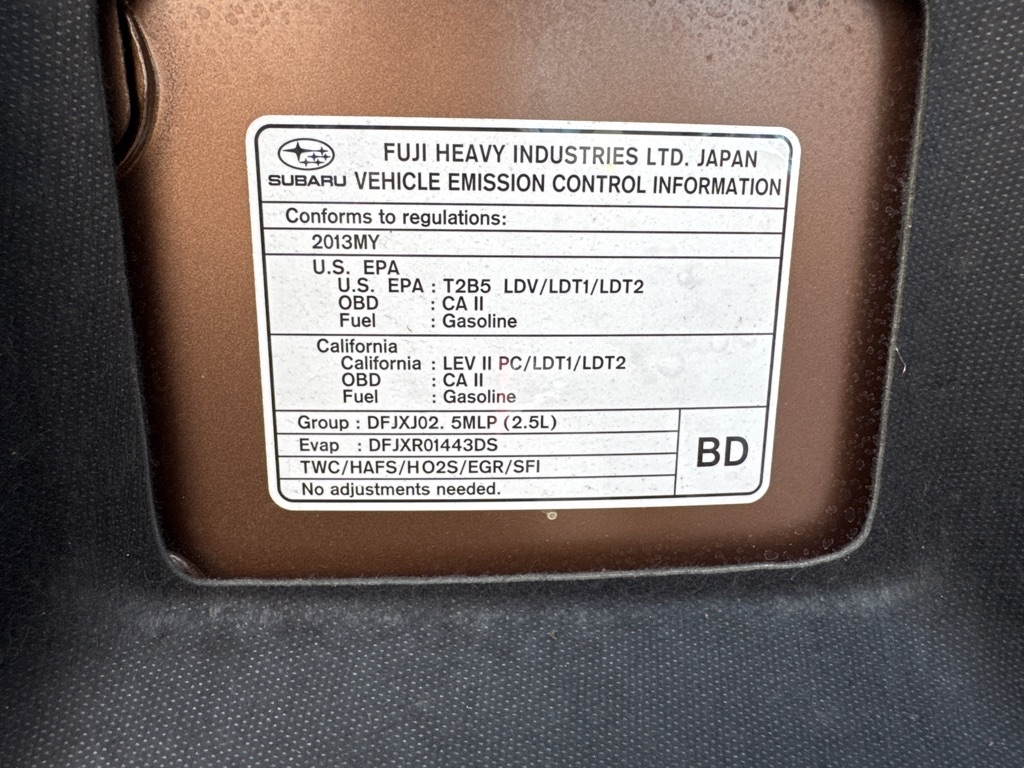 SUBARU
FUJI HEAVY INDUSTRIES LTD. JAPAN
VEHICLE EMISSION CONTROL INFORMATION
Conforms to regulations:
2013MY
U.S. EPA
U.S. EPA : T2B5 LDV/LDT1/LDT2
OBD : CA II
Fuel : Gasoline
California
California : LEV II PC/LDT1/LDT2
OBD : CA II
Fuel : Gasoline
Group : DFJXJ02. 5MLP (2.5L)
Evap : DFJXR01443DS
TWC/HAFS/HO2S/EGR/SFI
No adjustments needed.
BD